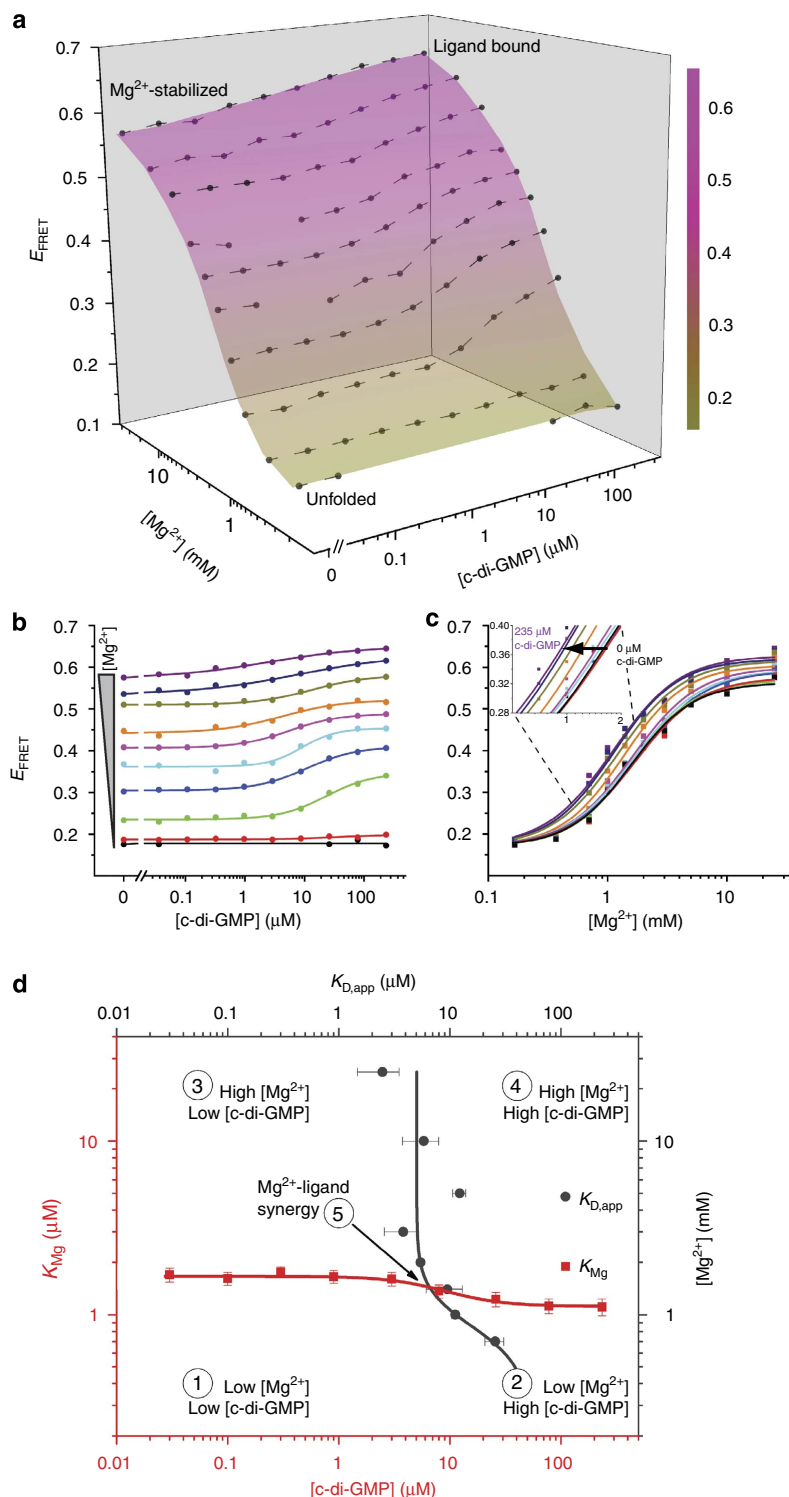 a
0.7
Ligand bound
Mg²⁺-stabilized
0.6
0.5
0.4
0.3
0.2
0.1
E_FRET
0.6
0.5
0.4
0.3
0.2
10
1
[Mg²⁺] (mM)
Unfolded
0
0.1
1
10
100
[c-di-GMP] (μM)
b
0.7
0.6
0.5
0.4
0.3
0.2
E_FRET
[Mg²⁺]
0
0.1
1
10
100
[c-di-GMP] (μM)
c
0.7
0.6
0.5
0.4
0.3
0.2
0.40
0.36
0.32
0.28
235 μM
c-di-GMP
0 μM
c-di-GMP
1
2
0.1
1
10
[Mg²⁺] (mM)
d
K_D,app (μM)
0.01
0.1
1
10
100
3 High [Mg²⁺]
Low [c-di-GMP]
4 High [Mg²⁺]
High [c-di-GMP]
10
1
K_Mg (μM)
Mg²⁺-ligand
synergy 5
K_D,app
K_Mg
10
1
[Mg²⁺] (mM)
1 Low [Mg²⁺]
Low [c-di-GMP]
2 Low [Mg²⁺]
High [c-di-GMP]
0.01
0.1
1
10
100
[c-di-GMP] (μM)